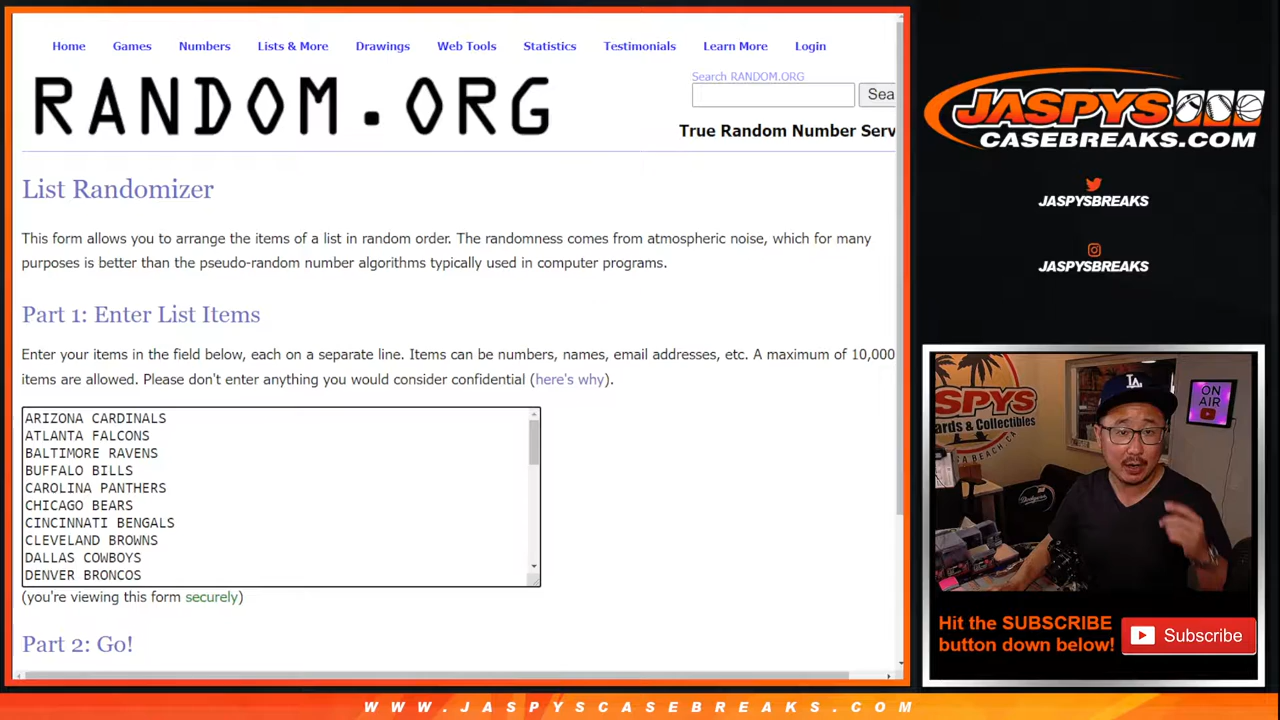 Home Games Numbers Lists & More Drawings Web Tools Statistics Testimonials Learn More Login
RANDOM.ORG
Search RANDOM.ORG
Sea
True Random Number Serv
List Randomizer
This form allows you to arrange the items of a list in random order. The randomness comes from atmospheric noise, which for many
purposes is better than the pseudo-random number algorithms typically used in computer programs.
Part 1: Enter List Items
Enter your items in the field below, each on a separate line. Items can be numbers, names, email addresses, etc. A maximum of 10,000
items are allowed. Please don't enter anything you would consider confidential (here's why).
ARIZONA CARDINALS
ATLANTA FALCONS
BALTIMORE RAVENS
BUFFALO BILLS
CAROLINA PANTHERS
CHICAGO BEARS
CINCINNATI BENGALS
CLEVELAND BROWNS
DALLAS COWBOYS
DENVER BRONCOS
(you're viewing this form securely)
Part 2: Go!
JASPYS
CASEBREAKS.COM
JASPYSBREAKS
JASPYSBREAKS
SPYS
ards & Collectibles
A BEACH CA
LA
ON
AIR
Dodgers
Hit the SUBSCRIBE
button down below!
Subscribe
WWW.JASPYSCASEBREAKS.COM